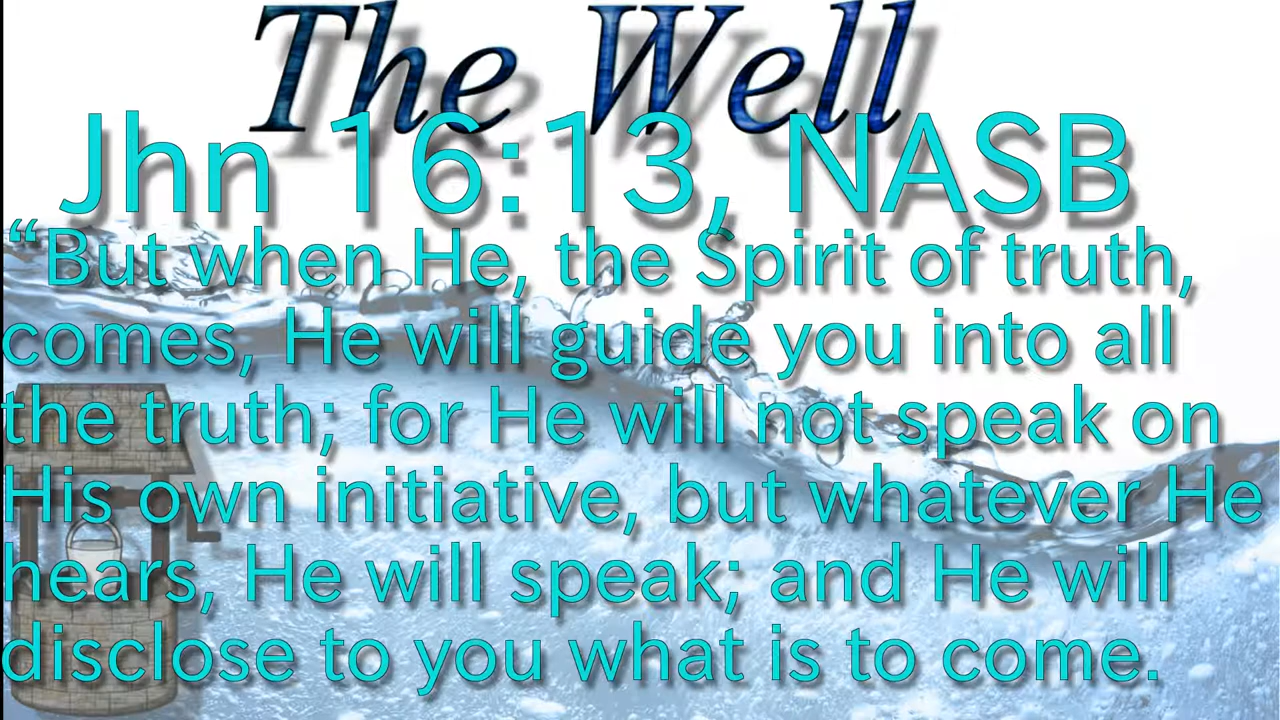 The Well
Jhn 16:13, NASB
“But when He, the Spirit of truth,
comes, He will guide you into all
the truth; for He will not speak on
His own initiative, but whatever He
hears, He will speak; and He will
disclose to you what is to come.